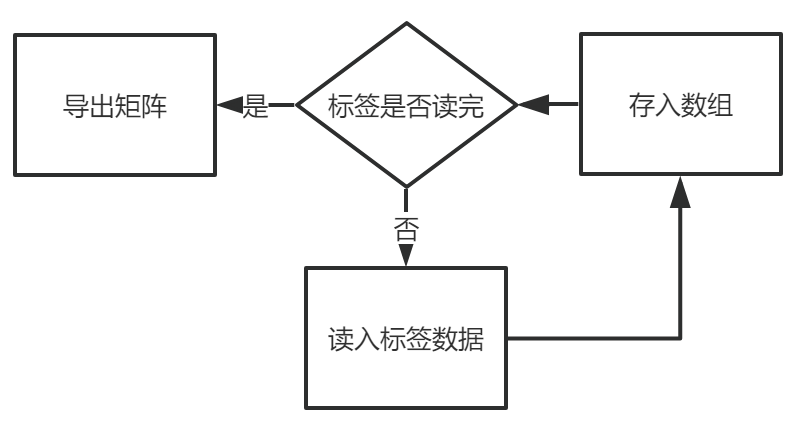 导出矩阵
是
标签是否读完
存入数组
否
读入标签数据